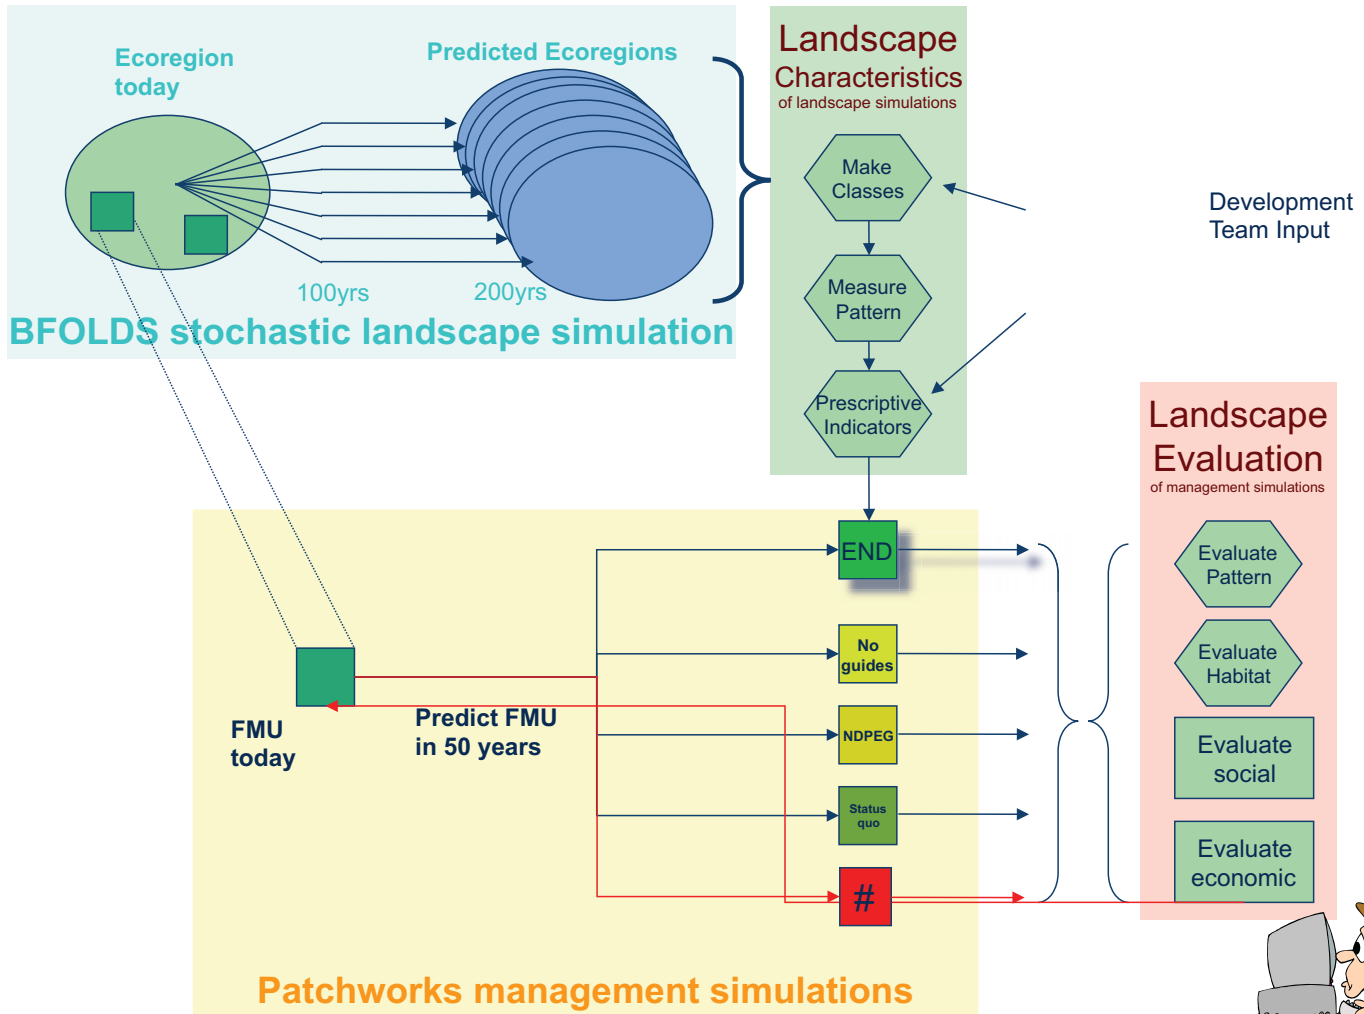 Ecoregion
today
Predicted Ecoregions
100yrs
200yrs
BFOLDS stochastic landscape simulation
Landscape
Characteristics
of landscape simulations
Make
Classes
Measure
Pattern
Prescriptive
Indicators
Development
Team Input
Landscape
Evaluation
of management simulations
Evaluate
Pattern
Evaluate
Habitat
Evaluate
social
Evaluate
economic
END
No
guides
NDPEG
Status
quo
#
FMU
today
Predict FMU
in 50 years
Patchworks management simulations